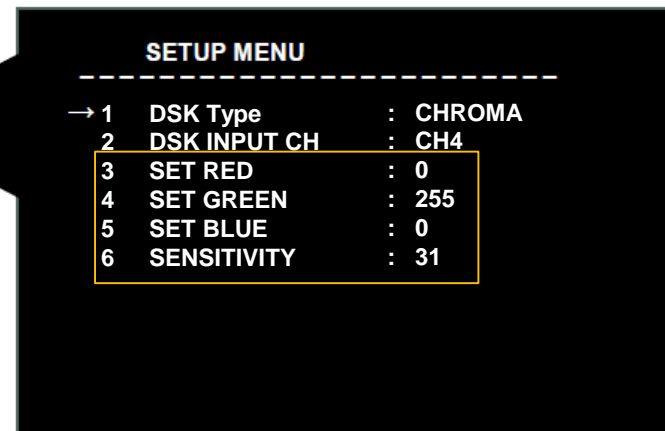 SETUP MENU
→ 1 DSK Type : CHROMA
2 DSK INPUT CH : CH4
3 SET RED : 0
4 SET GREEN : 255
5 SET BLUE : 0
6 SENSITIVITY : 31